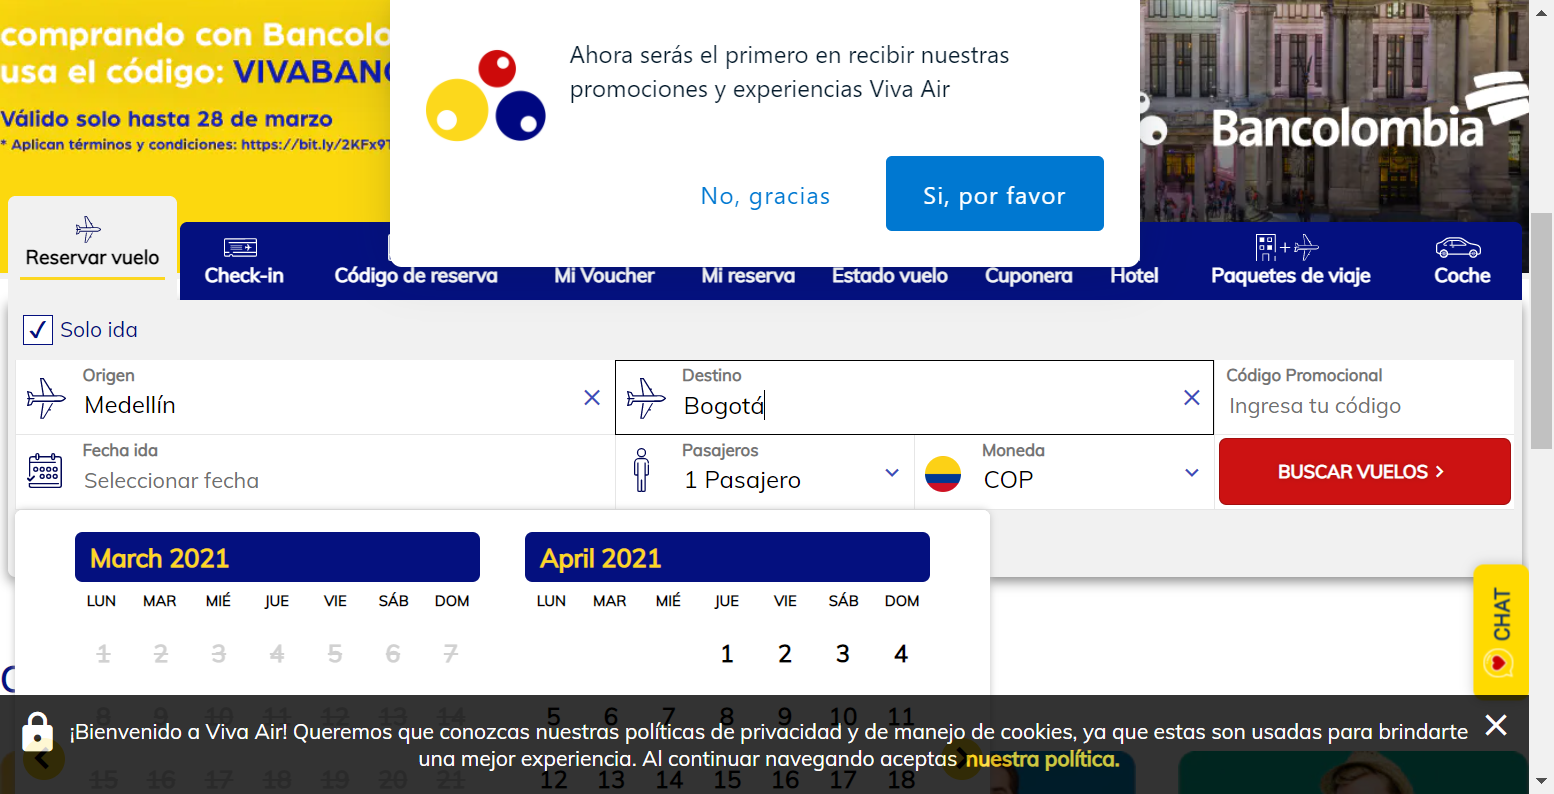 comprando con Bancolo
usa el código: VIVABAN
Válido solo hasta 28 de marzo
* Aplican términos y condiciones: https://bit.ly/2KFx9T
Ahora serás el primero en recibir nuestras
promociones y experiencias Viva Air
No, gracias
Si, por favor
Bancolombia
Reservar vuelo
Check-in
Código de reserva
Mi Voucher
Mi reserva
Estado vuelo
Cuponera
Hotel
Paquetes de viaje
Coche
Solo ida
Origen
Medellín
Destino
Bogotá
Código Promocional
Ingresa tu código
Fecha ida
Seleccionar fecha
Pasajeros
1 Pasajero
Moneda
COP
BUSCAR VUELOS
March 2021
LUN MAR MIÉ JUE VIE SÁB DOM
1 2 3 4 5 6 7
8 9 10 11 12 13 14
15 16 17 18 19 20 21
April 2021
LUN MAR MIÉ JUE VIE SÁB DOM
1 2 3 4
5 6 7 8 9 10 11
12 13 14 15 16 17 18
CHAT
¡Bienvenido a Viva Air! Queremos que conozcas nuestras políticas de privacidad y de manejo de cookies, ya que estas son usadas para brindarte
una mejor experiencia. Al continuar navegando aceptas nuestra política.